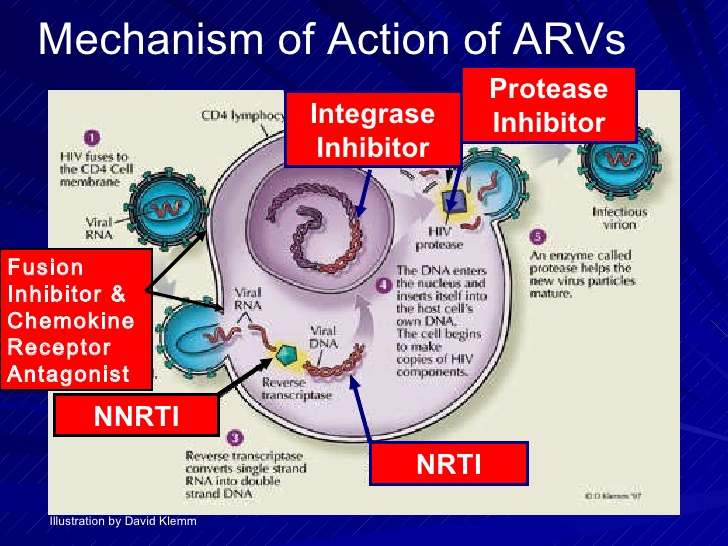 Mechanism of Action of ARVs
Protease
Inhibitor
Integrase
Inhibitor
CD4
1
HIV fuses to
the CD4 Cell
membrane
Viral
RNA
Infectious
virion
HIV
protease
5
An enzyme called
protease helps the
new virus particles
mature.
Fusion
Inhibitor &
Chemokine
Receptor
Antagonist
4
The DNA enters
the nucleus and
inserts itself into
the host cell's
own DNA.
The cell begins
to make
copies of HIV
components.
Viral
RNA
Viral
DNA
Reverse
transcriptase
NNRTI
NRTI
3
Reverse transcriptase
converts single strand
RNA into double
strand DNA
© D Klemm '97
Illustration by David Klemm